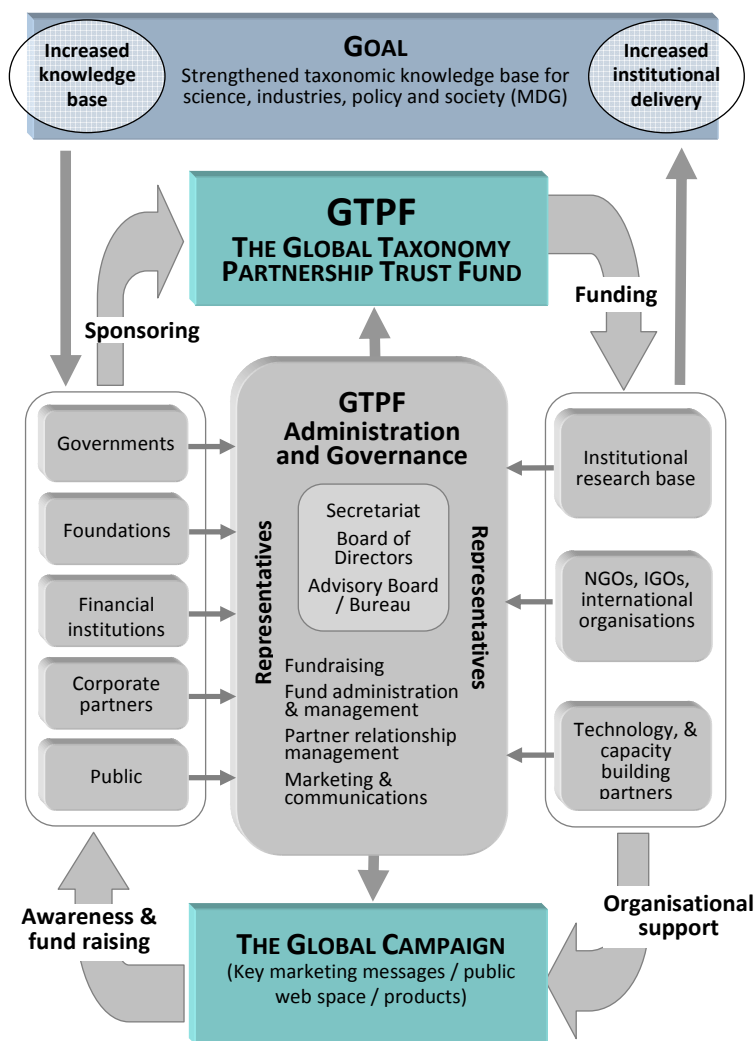 Increased
knowledge
base
GOAL
Strengthened taxonomic knowledge base for
science, industries, policy and society (MDG)
Increased
institutional
delivery
GTPF
THE GLOBAL TAXONOMY
PARTNERSHIP TRUST FUND
Sponsoring
Funding
Governments
Foundations
Financial
institutions
Corporate
partners
Public
GTPF
Administration
and Governance
Secretariat
Board of
Directors
Advisory Board
/ Bureau
Representatives
Representatives
Fundraising
Fund administration
& management
Partner relationship
management
Marketing &
communications
Institutional
research base
NGOs, IGOs,
international
organisations
Technology, &
capacity
building
partners
Awareness &
fund raising
Organisational
support
THE GLOBAL CAMPAIGN
(Key marketing messages / public
web space / products)